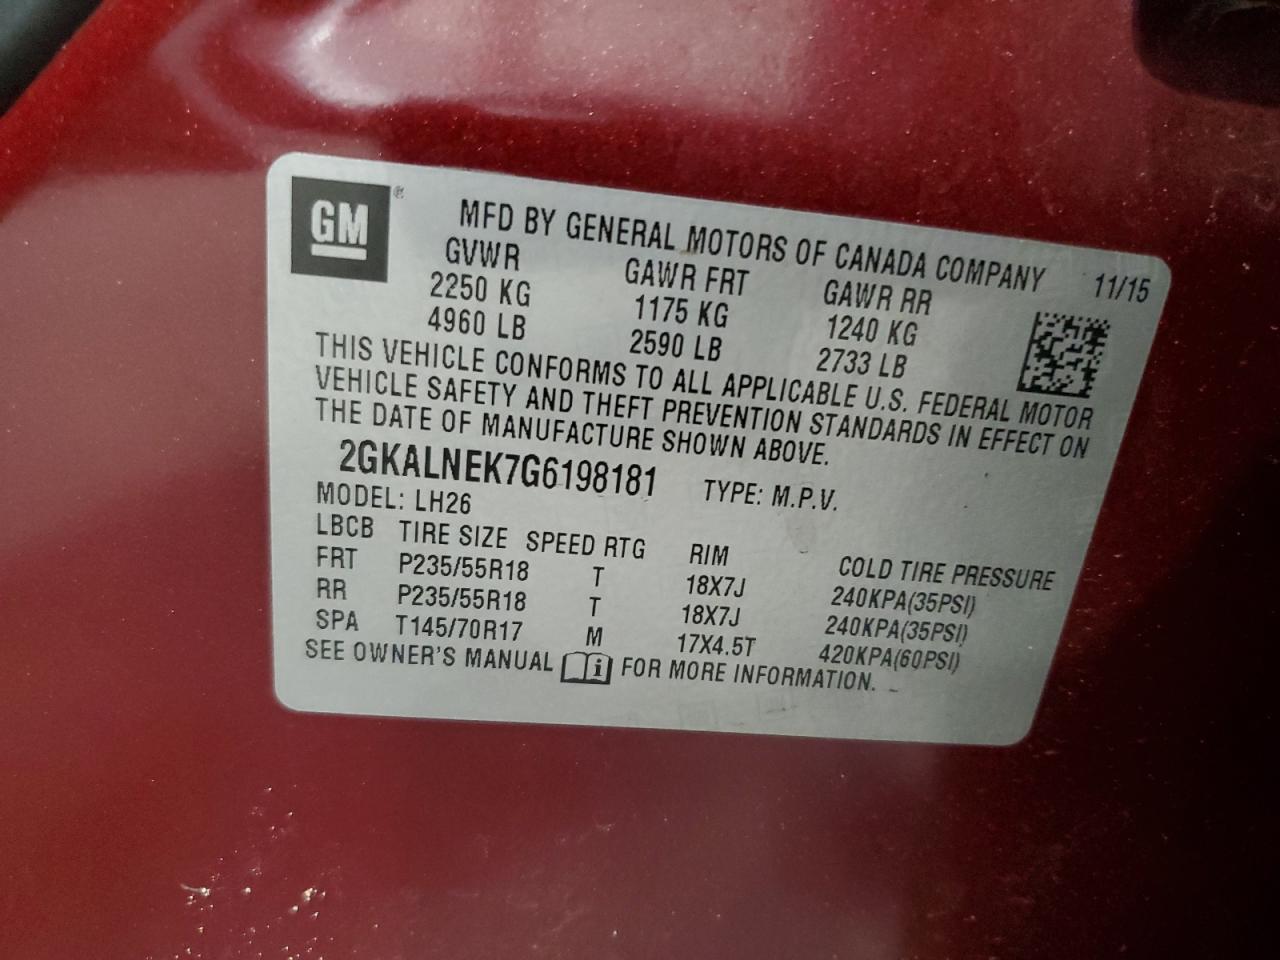 GM ®
MFD BY GENERAL MOTORS OF CANADA COMPANY 11/15
GVWR GAWR FRT GAWR RR
2250 KG 1175 KG 1240 KG
4960 LB 2590 LB 2733 LB
THIS VEHICLE CONFORMS TO ALL APPLICABLE U.S. FEDERAL MOTOR
VEHICLE SAFETY AND THEFT PREVENTION STANDARDS IN EFFECT ON
THE DATE OF MANUFACTURE SHOWN ABOVE.
2GKALNEK7G6198181 TYPE: M.P.V.
MODEL: LH26
LBCB TIRE SIZE SPEED RTG RIM COLD TIRE PRESSURE
FRT P235/55R18 T 18X7J 240KPA(35PSI)
RR P235/55R18 T 18X7J 240KPA(35PSI)
SPA T145/70R17 M 17X4.5T 420KPA(60PSI)
SEE OWNER'S MANUAL i FOR MORE INFORMATION.